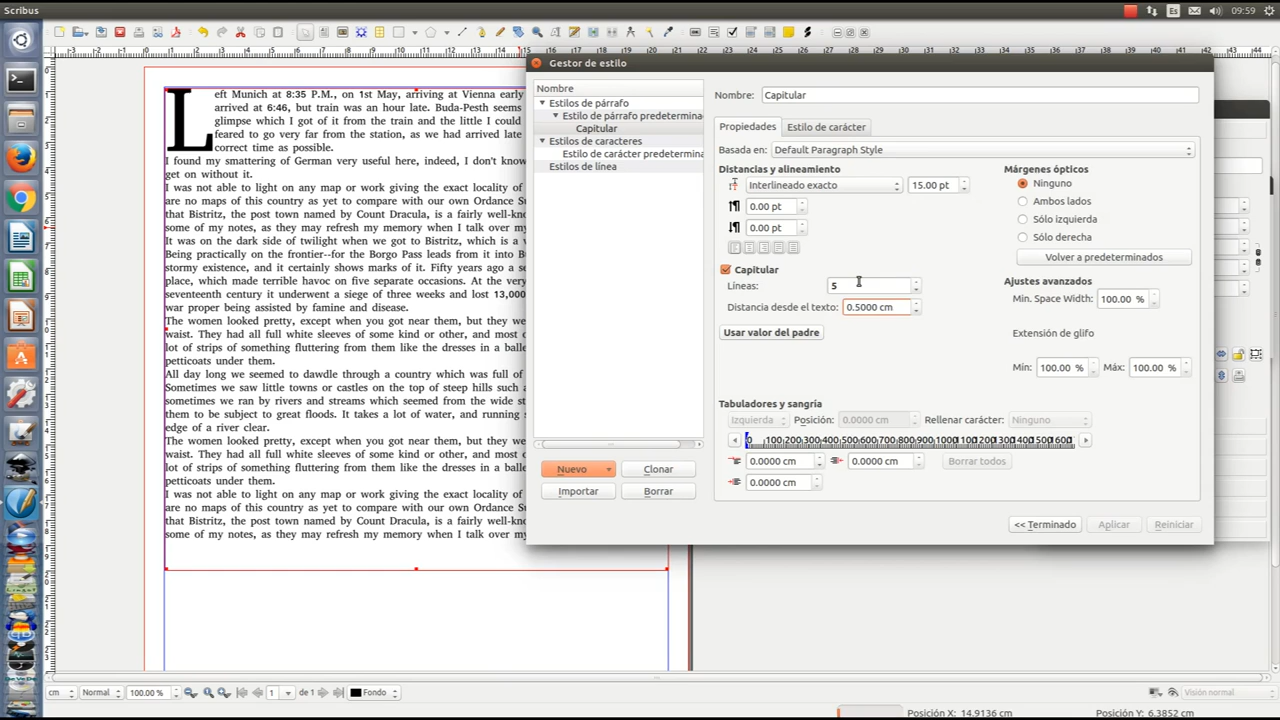 Scribus
Es
09:59
Gestor de estilo
Nombre
Estilos de párrafo
Estilo de párrafo predetermina
Capitular
Estilos de caracteres
Estilo de carácter predetermina
Estilos de línea
Nuevo
Clonar
Importar
Borrar
Nombre:
Capitular
Propiedades
Estilo de carácter
Basada en:
Default Paragraph Style
Distancias y alineamiento
Interlineado exacto
15.00 pt
0.00 pt
0.00 pt
Capitular
Líneas:
5
Distancia desde el texto:
0.5000 cm
Usar valor del padre
Márgenes ópticos
Ninguno
Ambos lados
Sólo izquierda
Sólo derecha
Volver a predeterminados
Ajustes avanzados
Min. Space Width:
100.00 %
Extensión de glifo
Mín:
100.00 %
Máx:
100.00 %
Tabuladores y sangría
Izquierda
Posición:
0.0000 cm
Rellenar carácter:
Ninguno
0.0000 cm
0.0000 cm
Borrar todos
0.0000 cm
<< Terminado
Aplicar
Reiniciar
Left Munich at 8:35 P.M., on 1st May, arriving at Vienna early
arrived at 6:46, but train was an hour late. Buda-Pesth seems
glimpse which I got of it from the train and the little I could
feared to go very far from the station, as we had arrived late
correct time as possible.
I found my smattering of German very useful here, indeed, I don't know
get on without it.
I was not able to light on any map or work giving the exact locality of
are no maps of this country as yet to compare with our own Ordnance Su
that Bistritz, the post town named by Count Dracula, is a fairly well-kno
some of my notes, as they may refresh my memory when I talk over my
It was on the dark side of twilight when we got to Bistritz, which is a v
Being practically on the frontier--for the Borgo Pass leads from it into Bu
stormy existence, and it certainly shows marks of it. Fifty years ago a se
place, which made terrible havoc on five separate occasions. At the very
seventeenth century it underwent a siege of three weeks and lost 13,000
war proper being assisted by famine and disease.
The women looked pretty, except when you got near them, but they were
waist. They had all full white sleeves of some kind or other, and most o
lot of strips of something fluttering from them like the dresses in a balle
petticoats under them.
All day long we seemed to dawdle through a country which was full of
Sometimes we saw little towns or castles on the top of steep hills such a
sometimes we ran by rivers and streams which seemed from the wide st
them to be subject to great floods. It takes a lot of water, and running s
edge of a river clear.
The women looked pretty, except when you got near them, but they were
waist. They had all full white sleeves of some kind or other, and most o
lot of strips of something fluttering from them like the dresses in a balle
petticoats under them.
I was not able to light on any map or work giving the exact locality of
are no maps of this country as yet to compare with our own Ordnance Su
that Bistritz, the post town named by Count Dracula, is a fairly well-kno
some of my notes, as they may refresh my memory when I talk over my
cm
Normal
100.00 %
1
de 1
Fondo
Visión normal
Posición X: 14.9136 cm
Posición Y: 6.3852 cm